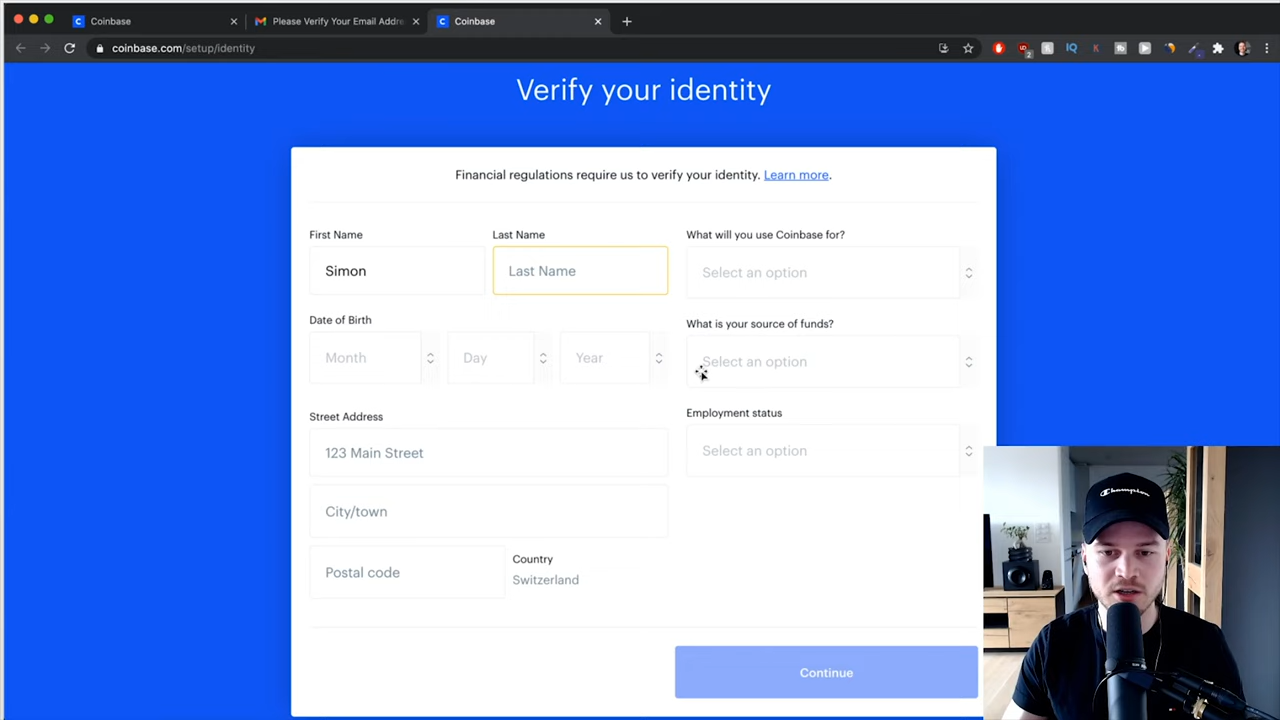 Coinbase
Please Verify Your Email Addre
Coinbase
coinbase.com/setup/identity
Verify your identity
Financial regulations require us to verify your identity. Learn more.
First Name
Last Name
What will you use Coinbase for?
Simon
Last Name
Select an option
Date of Birth
What is your source of funds?
Month
Day
Year
Select an option
Street Address
Employment status
123 Main Street
Select an option
City/town
Postal code
Country
Switzerland
Continue
Champion